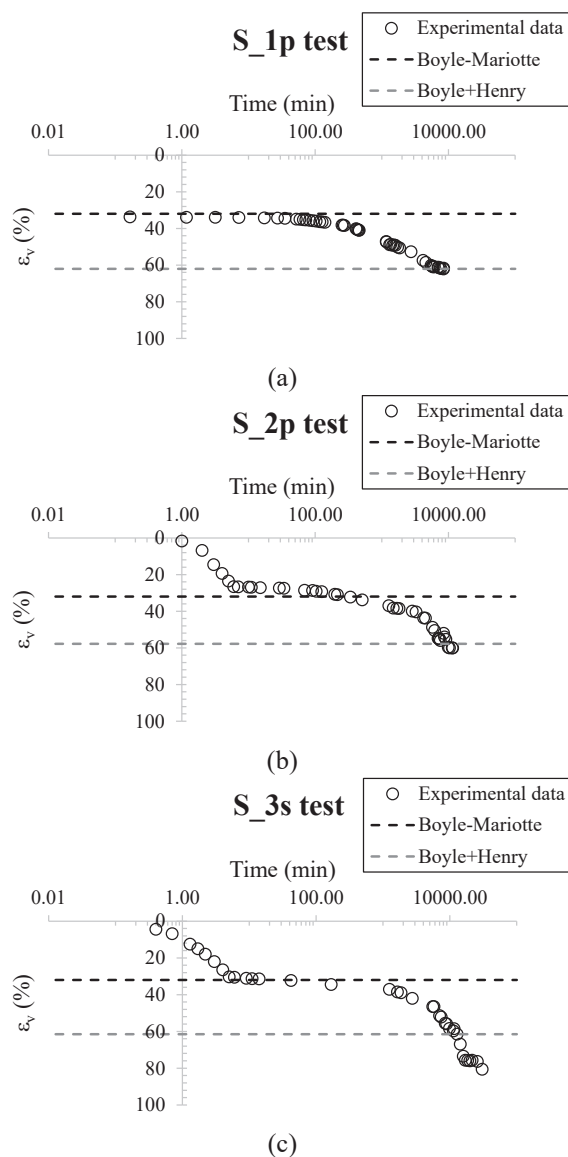 S_1p test
Experimental data
Boyle-Mariotte
Boyle+Henry
Time (min)
0.01 1.00 100.00 10000.00
0
20
40
60
80
100
εv (%)
(a)
S_2p test
Experimental data
Boyle-Mariotte
Boyle+Henry
Time (min)
0.01 1.00 100.00 10000.00
0
20
40
60
80
100
εv (%)
(b)
S_3s test
Experimental data
Boyle-Mariotte
Boyle+Henry
Time (min)
0.01 1.00 100.00 10000.00
0
20
40
60
80
100
εv (%)
(c)